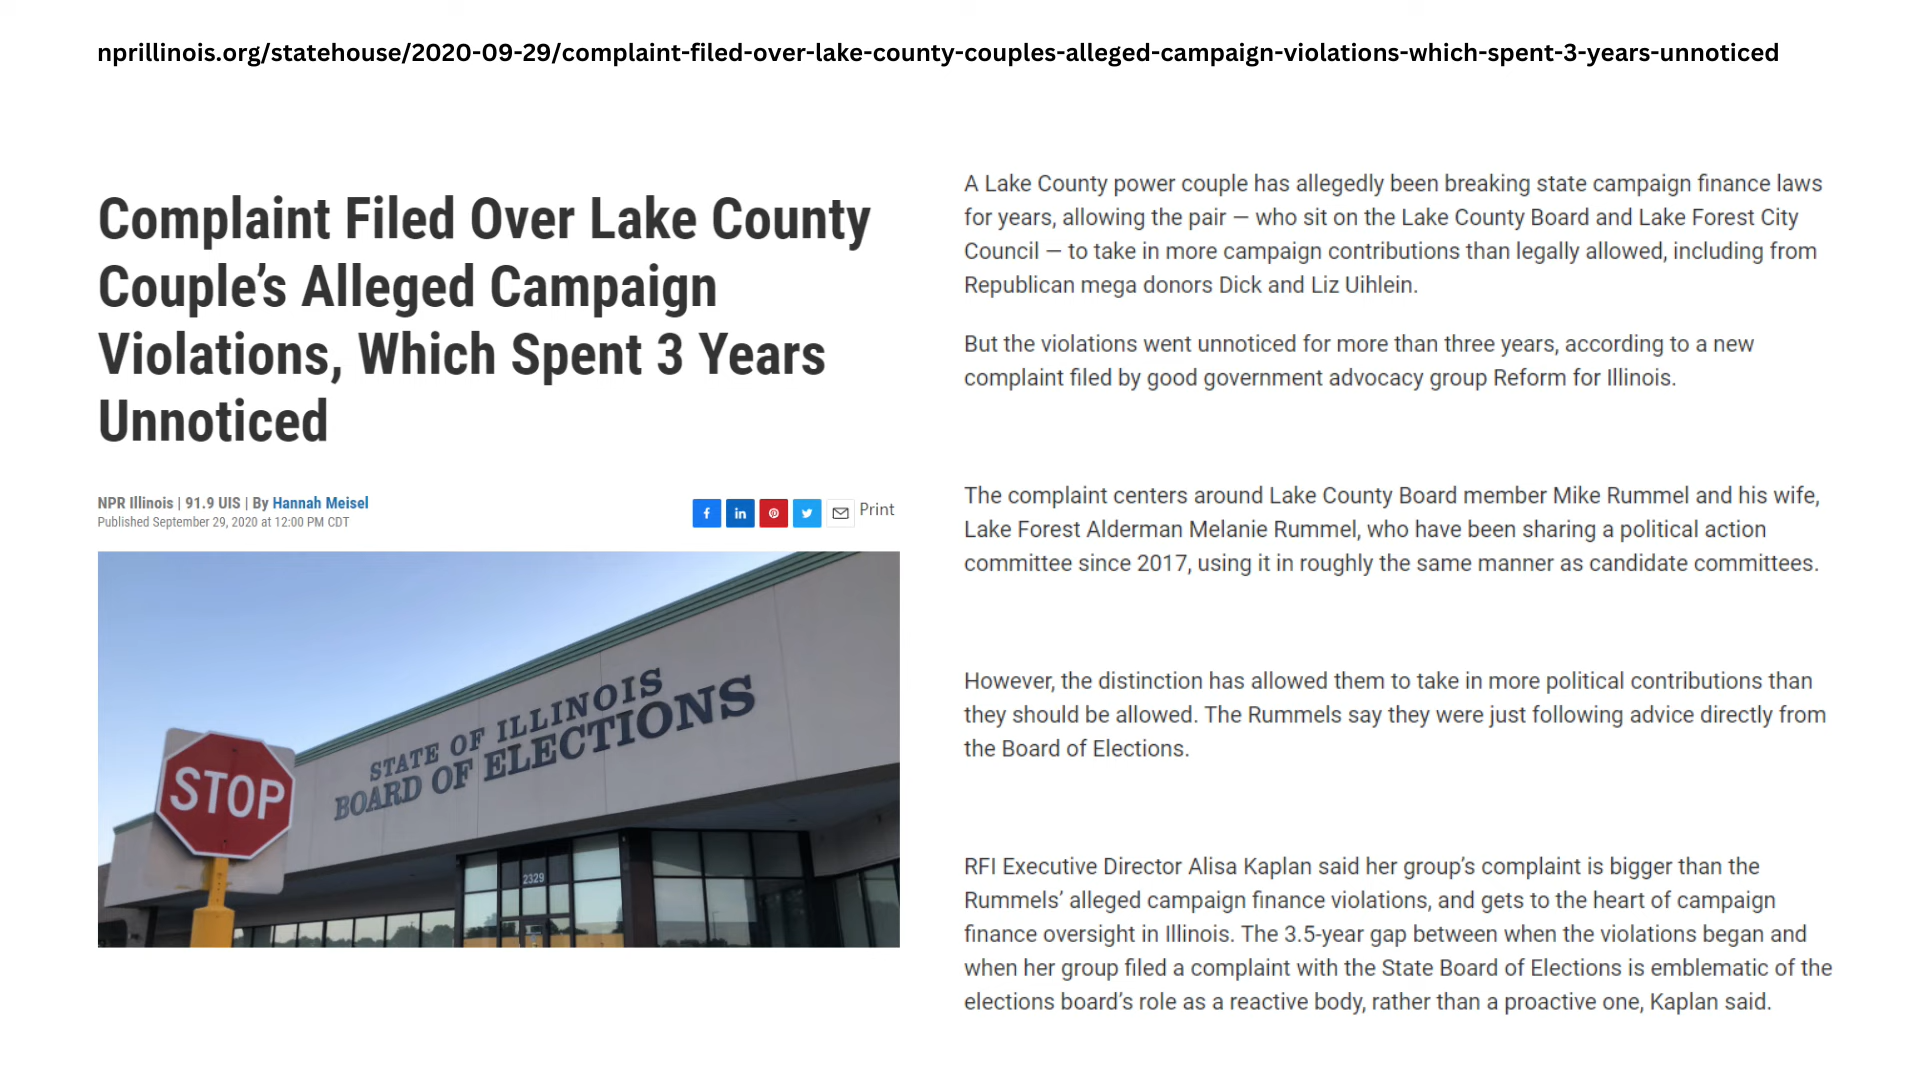 nprillinois.org/statehouse/2020-09-29/complaint-filed-over-lake-county-couples-alleged-campaign-violations-which-spent-3-years-unnoticed
Complaint Filed Over Lake County
Couple’s Alleged Campaign
Violations, Which Spent 3 Years
Unnoticed
NPR Illinois | 91.9 UIS | By Hannah Meisel
Published September 29, 2020 at 12:00 PM CDT
Print
STATE OF ILLINOIS
BOARD OF ELECTIONS
STOP
2329
A Lake County power couple has allegedly been breaking state campaign finance laws
for years, allowing the pair — who sit on the Lake County Board and Lake Forest City
Council — to take in more campaign contributions than legally allowed, including from
Republican mega donors Dick and Liz Uihlein.
But the violations went unnoticed for more than three years, according to a new
complaint filed by good government advocacy group Reform for Illinois.
The complaint centers around Lake County Board member Mike Rummel and his wife,
Lake Forest Alderman Melanie Rummel, who have been sharing a political action
committee since 2017, using it in roughly the same manner as candidate committees.
However, the distinction has allowed them to take in more political contributions than
they should be allowed. The Rummels say they were just following advice directly from
the Board of Elections.
RFI Executive Director Alisa Kaplan said her group’s complaint is bigger than the
Rummels’ alleged campaign finance violations, and gets to the heart of campaign
finance oversight in Illinois. The 3.5-year gap between when the violations began and
when her group filed a complaint with the State Board of Elections is emblematic of the
elections board’s role as a reactive body, rather than a proactive one, Kaplan said.